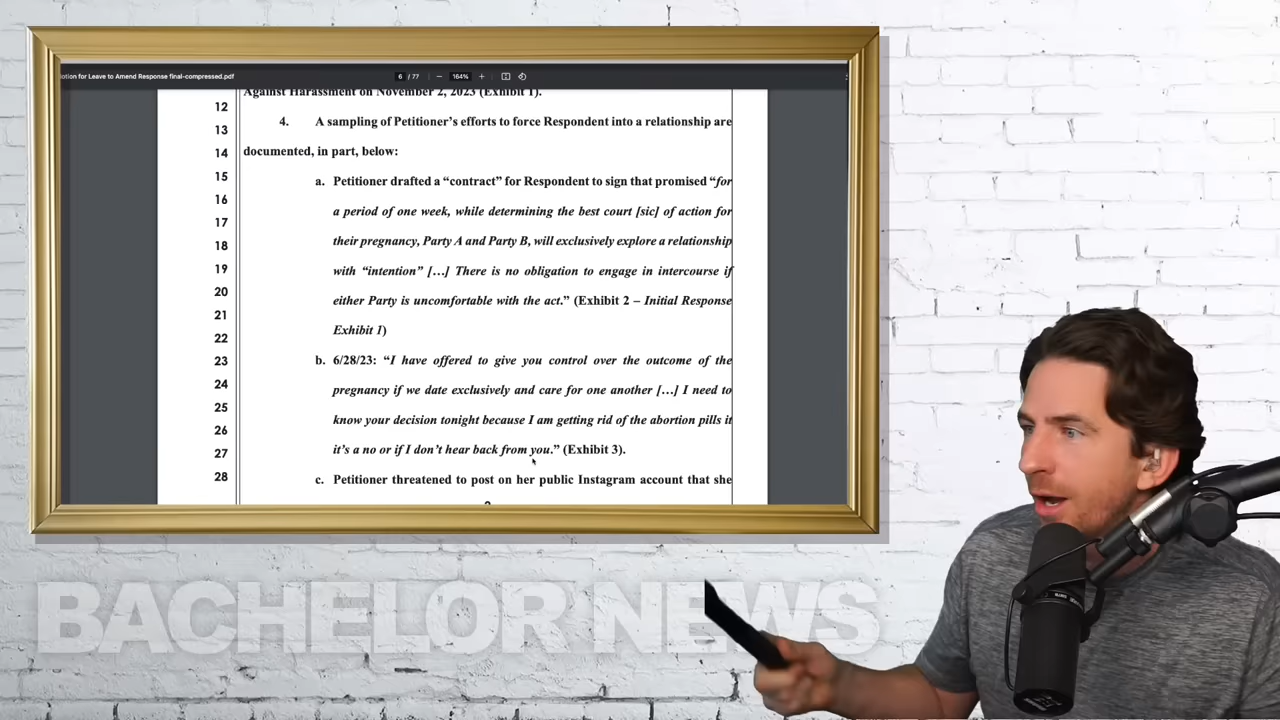 otion for Leave to Amend Response final-compressed.pdf
6 / 77 — 164% +
Against Harassment on November 2, 2023 (Exhibit 1).
12
4. A sampling of Petitioner's efforts to force Respondent into a relationship are
13
documented, in part, below:
14
15
a. Petitioner drafted a “contract” for Respondent to sign that promised “for
16
a period of one week, while determining the best court [sic] of action for
17
their pregnancy, Party A and Party B, will exclusively explore a relationship
18
with “intention” […] There is no obligation to engage in intercourse if
19
either Party is uncomfortable with the act.” (Exhibit 2 – Initial Response
20
21
Exhibit 1)
22
b. 6/28/23: “I have offered to give you control over the outcome of the
23
pregnancy if we date exclusively and care for one another […] I need to
24
know your decision tonight because I am getting rid of the abortion pills it
25
26
it’s a no or if I don’t hear back from you.” (Exhibit 3).
27
c. Petitioner threatened to post on her public Instagram account that she
28
BACHELOR NEWS